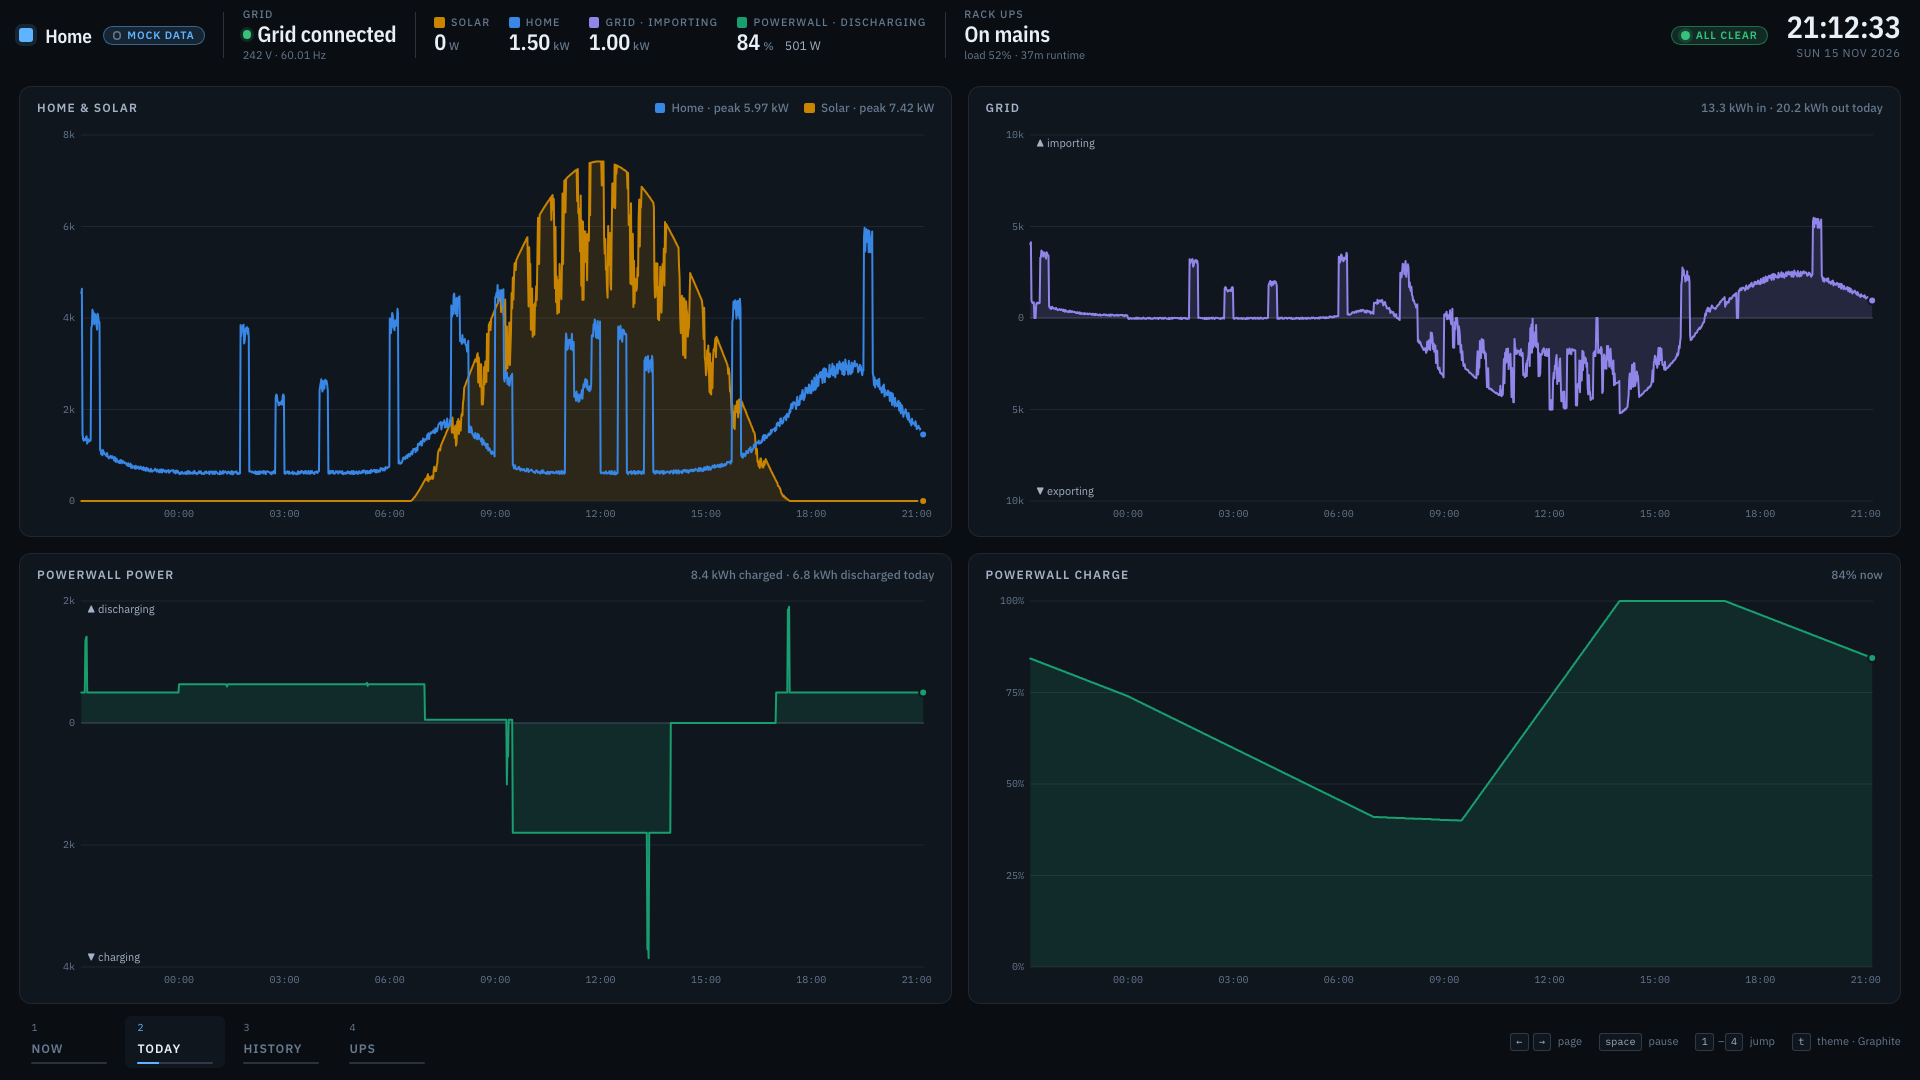 Home
MOCK DATA
GRID
Grid connected
242 V · 60.01 Hz
SOLAR
0 W
HOME
1.50 kW
GRID · IMPORTING
1.00 kW
POWERWALL · DISCHARGING
84 % 501 W
RACK UPS
On mains
load 52% · 37m runtime
ALL CLEAR
21:12:33
SUN 15 NOV 2026
HOME & SOLAR
Home · peak 5.97 kW
Solar · peak 7.42 kW
8k
6k
4k
2k
0
00:00 03:00 06:00 09:00 12:00 15:00 18:00 21:00
GRID
13.3 kWh in · 20.2 kWh out today
10k
▲ importing
5k
0
5k
▼ exporting
10k
00:00 03:00 06:00 09:00 12:00 15:00 18:00 21:00
POWERWALL POWER
8.4 kWh charged · 6.8 kWh discharged today
2k
▲ discharging
0
2k
▼ charging
4k
00:00 03:00 06:00 09:00 12:00 15:00 18:00 21:00
POWERWALL CHARGE
84% now
100%
75%
50%
25%
0%
00:00 03:00 06:00 09:00 12:00 15:00 18:00 21:00
1
NOW
2
TODAY
3
HISTORY
4
UPS
← → page
space pause
1 – 4 jump
t theme · Graphite